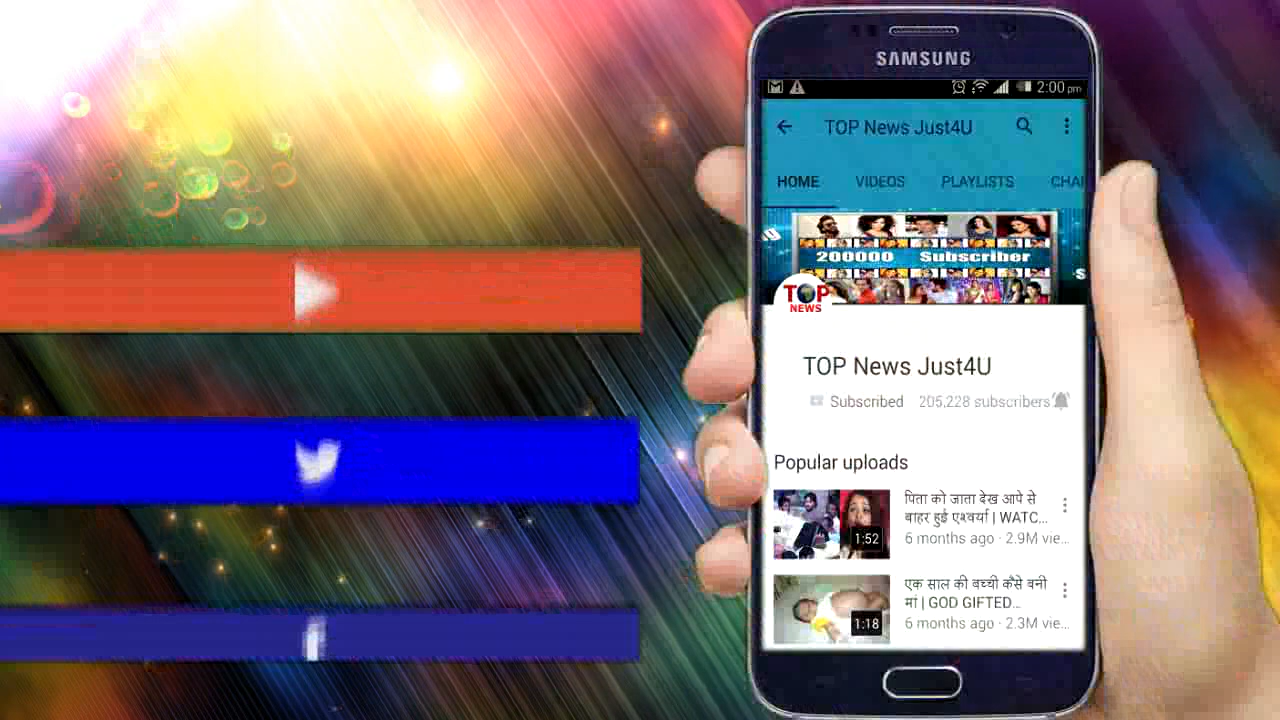 SAMSUNG
2:00 pm
TOP News Just4U
HOME VIDEOS PLAYLISTS CHAI
200000 Subscriber
TOP
NEWS
TOP News Just4U
Subscribed 205,228 subscribers
Popular uploads
पिता को जाता देख आपे से
बाहर हुई एश्वर्या | WATC...
1:52
6 months ago · 2.9M vie...
एक साल की बच्ची कैसे बनी
मां | GOD GIFTED...
1:18
6 months ago · 2.3M vie...